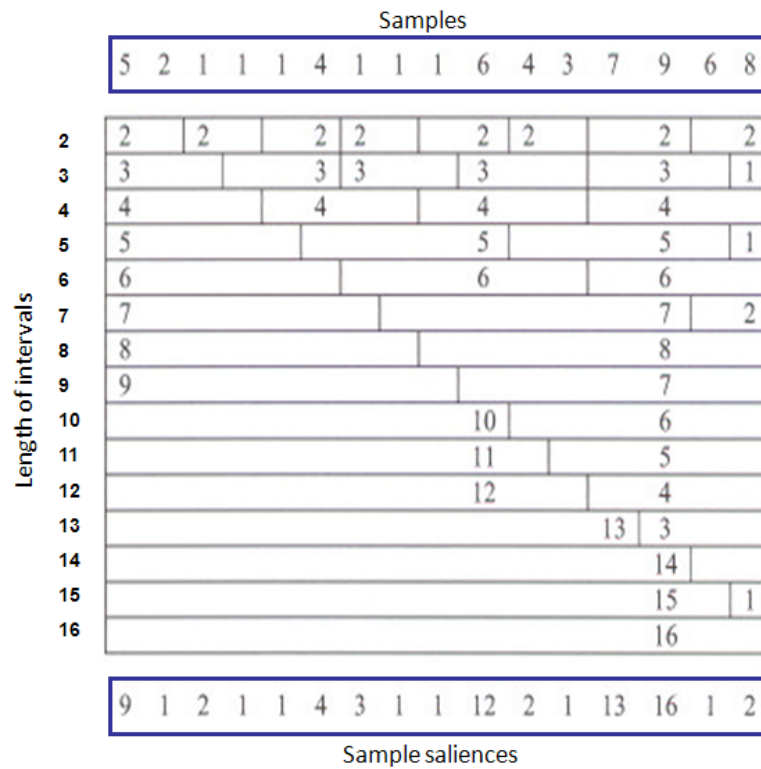 Samples
5 2 1 1 1 4 1 1 1 6 4 3 7 9 6 8
Length of intervals
2 2 2 2 2 2 2 2 2
3 3 3 3 3 3 1
4 4 4 4 4
5 5 5 5 1
6 6 6 6
7 7 7 2
8 8 8
9 9 7
10 10 6
11 11 5
12 12 4
13 13 3
14 14
15 15 1
16 16
9 1 2 1 1 4 3 1 1 12 2 1 13 16 1 2
Sample saliences